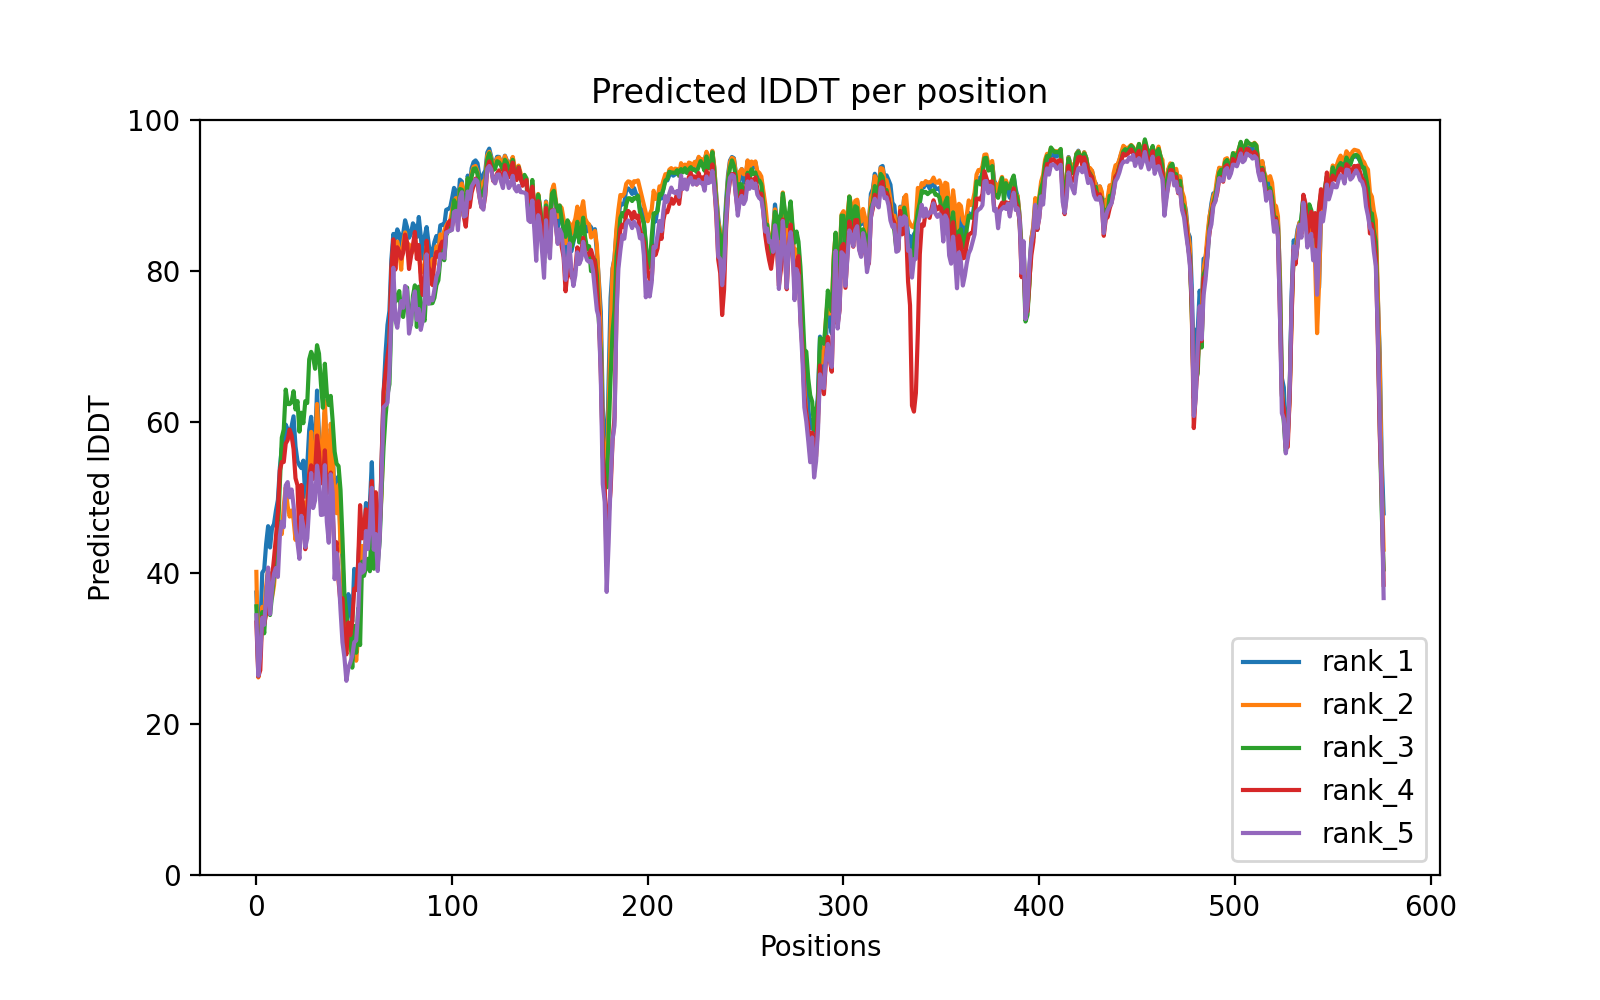 Predicted lDDT per position
100
80
60
40
20
0
Predicted lDDT
0 100 200 300 400 500 600
Positions
rank_1
rank_2
rank_3
rank_4
rank_5